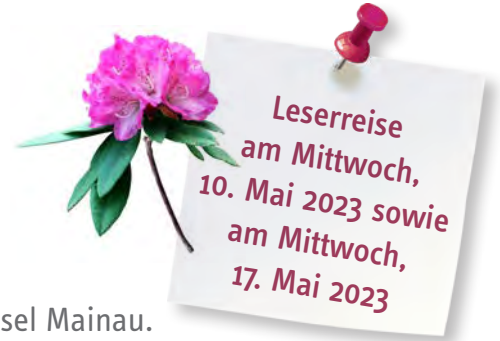 Leserreise
am Mittwoch,
10. Mai 2023 sowie
am Mittwoch,
17. Mai 2023
sel Mainau.